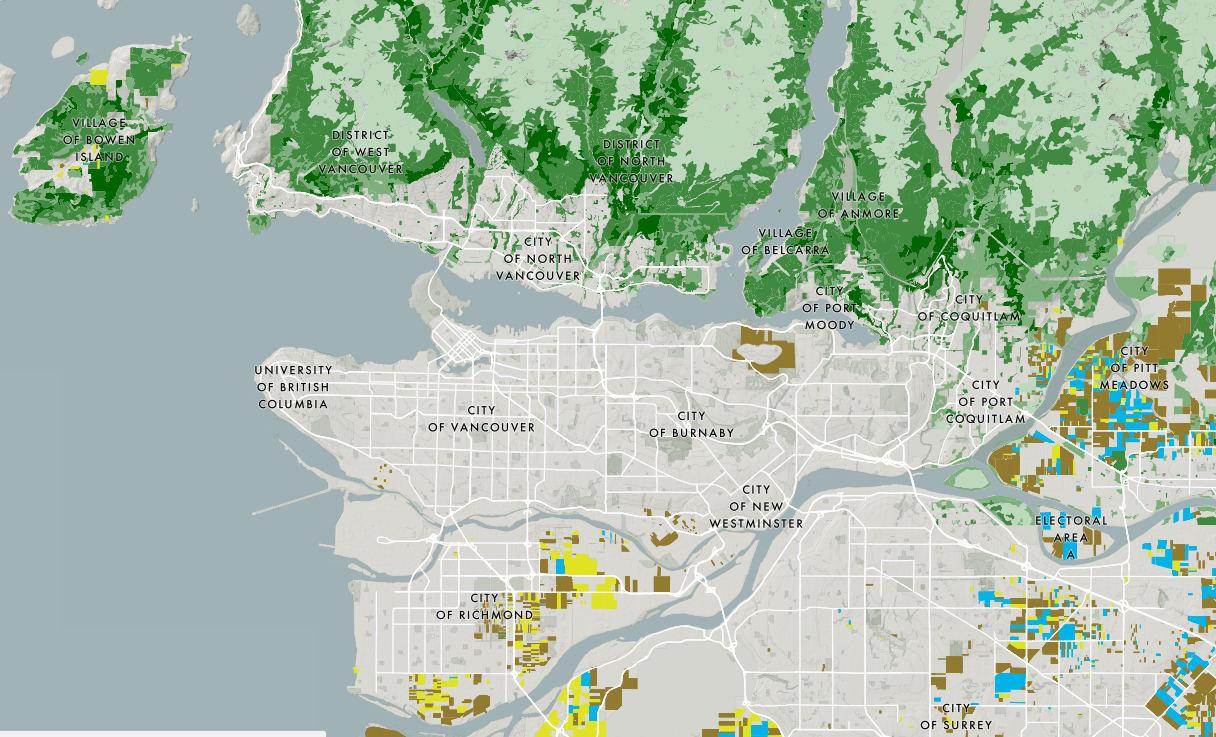 VILLAGE
OF BOWEN
ISLAND
DISTRICT
OF WEST
VANCOUVER
DISTRICT
OF NORTH
VANCOUVER
VILLAGE
OF ANMORE
VILLAGE
OF BELCARRA
CITY
OF NORTH
VANCOUVER
CITY
OF PORT
MOODY
CITY
OF COQUITLAM
CITY
OF PITT
MEADOWS
UNIVERSITY
OF BRITISH
COLUMBIA
CITY
OF VANCOUVER
CITY
OF BURNABY
CITY
OF PORT
COQUITLAM
CITY
OF NEW
WESTMINSTER
ELECTORAL
AREA
A
CITY
OF RICHMOND
CITY
OF SURREY